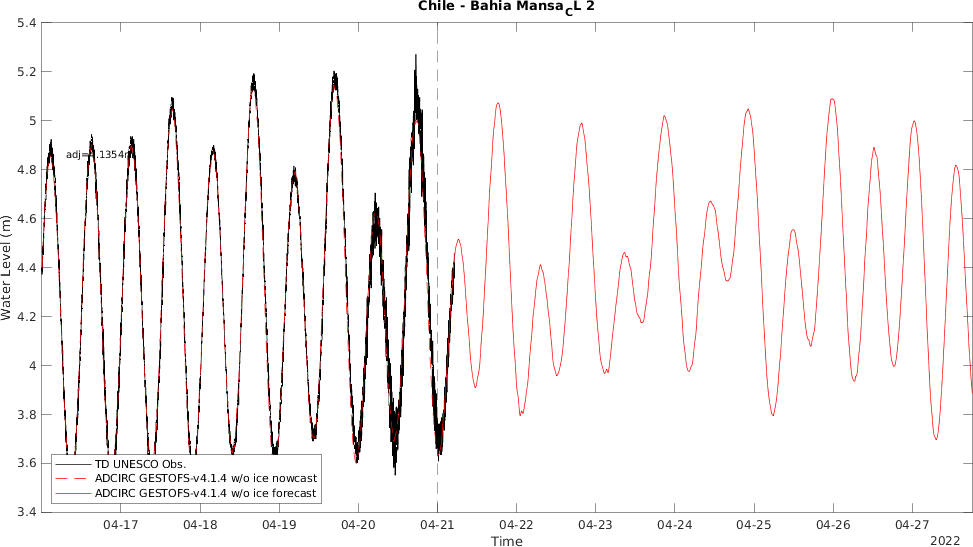 Chile - Bahia Mansa_CL 2
5.4
5.2
5
4.8
4.6
4.4
4.2
4
3.8
3.6
3.4
Water Level (m)
TD UNESCO Obs.
ADCIRC GESTOFS-v4.1.4 w/o ice nowcast
ADCIRC GESTOFS-v4.1.4 w/o ice forecast
04-17 04-18 04-19 04-20 04-21 04-22 04-23 04-24 04-25 04-26 04-27
Time
2022